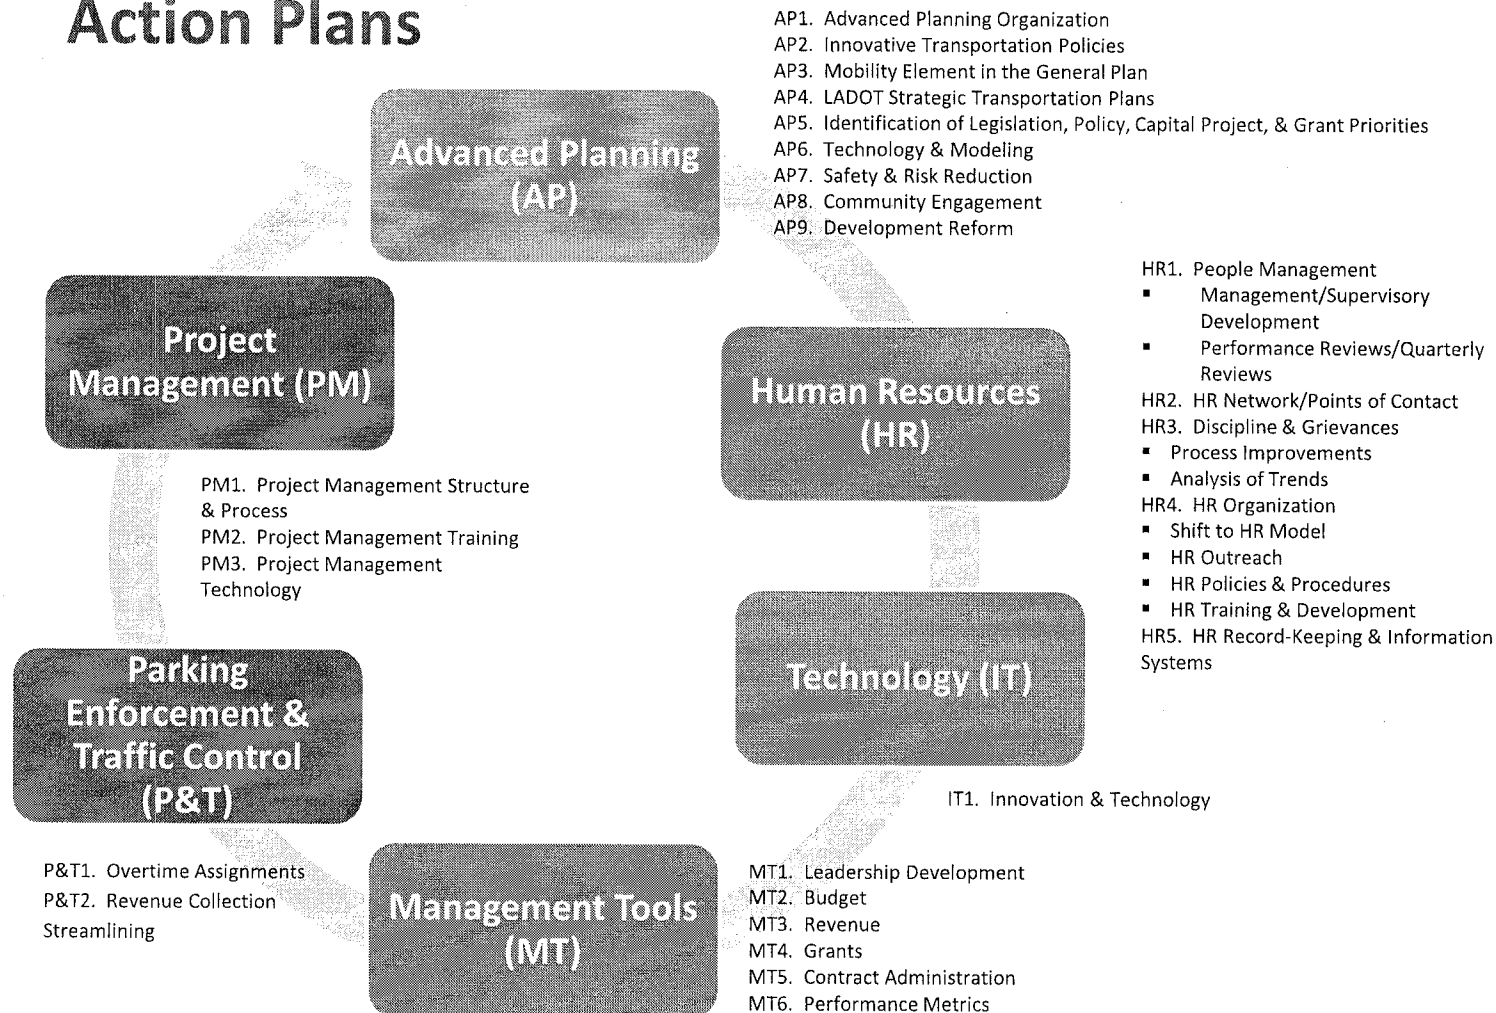 Action Plans
AP1. Advanced Planning Organization
AP2. Innovative Transportation Policies
AP3. Mobility Element in the General Plan
AP4. LADOT Strategic Transportation Plans
AP5. Identification of Legislation, Policy, Capital Project, & Grant Priorities
AP6. Technology & Modeling
AP7. Safety & Risk Reduction
AP8. Community Engagement
AP9. Development Reform
Advanced Planning
(AP)
HR1. People Management
▪ Management/Supervisory
Development
▪ Performance Reviews/Quarterly
Reviews
HR2. HR Network/Points of Contact
HR3. Discipline & Grievances
▪ Process Improvements
▪ Analysis of Trends
HR4. HR Organization
▪ Shift to HR Model
▪ HR Outreach
▪ HR Policies & Procedures
▪ HR Training & Development
HR5. HR Record-Keeping & Information
Systems
Human Resources
(HR)
Technology (IT)
IT1. Innovation & Technology
Management Tools
(MT)
MT1. Leadership Development
MT2. Budget
MT3. Revenue
MT4. Grants
MT5. Contract Administration
MT6. Performance Metrics
Parking
Enforcement &
Traffic Control
(P&T)
P&T1. Overtime Assignments
P&T2. Revenue Collection
Streamlining
Project
Management (PM)
PM1. Project Management Structure
& Process
PM2. Project Management Training
PM3. Project Management
Technology